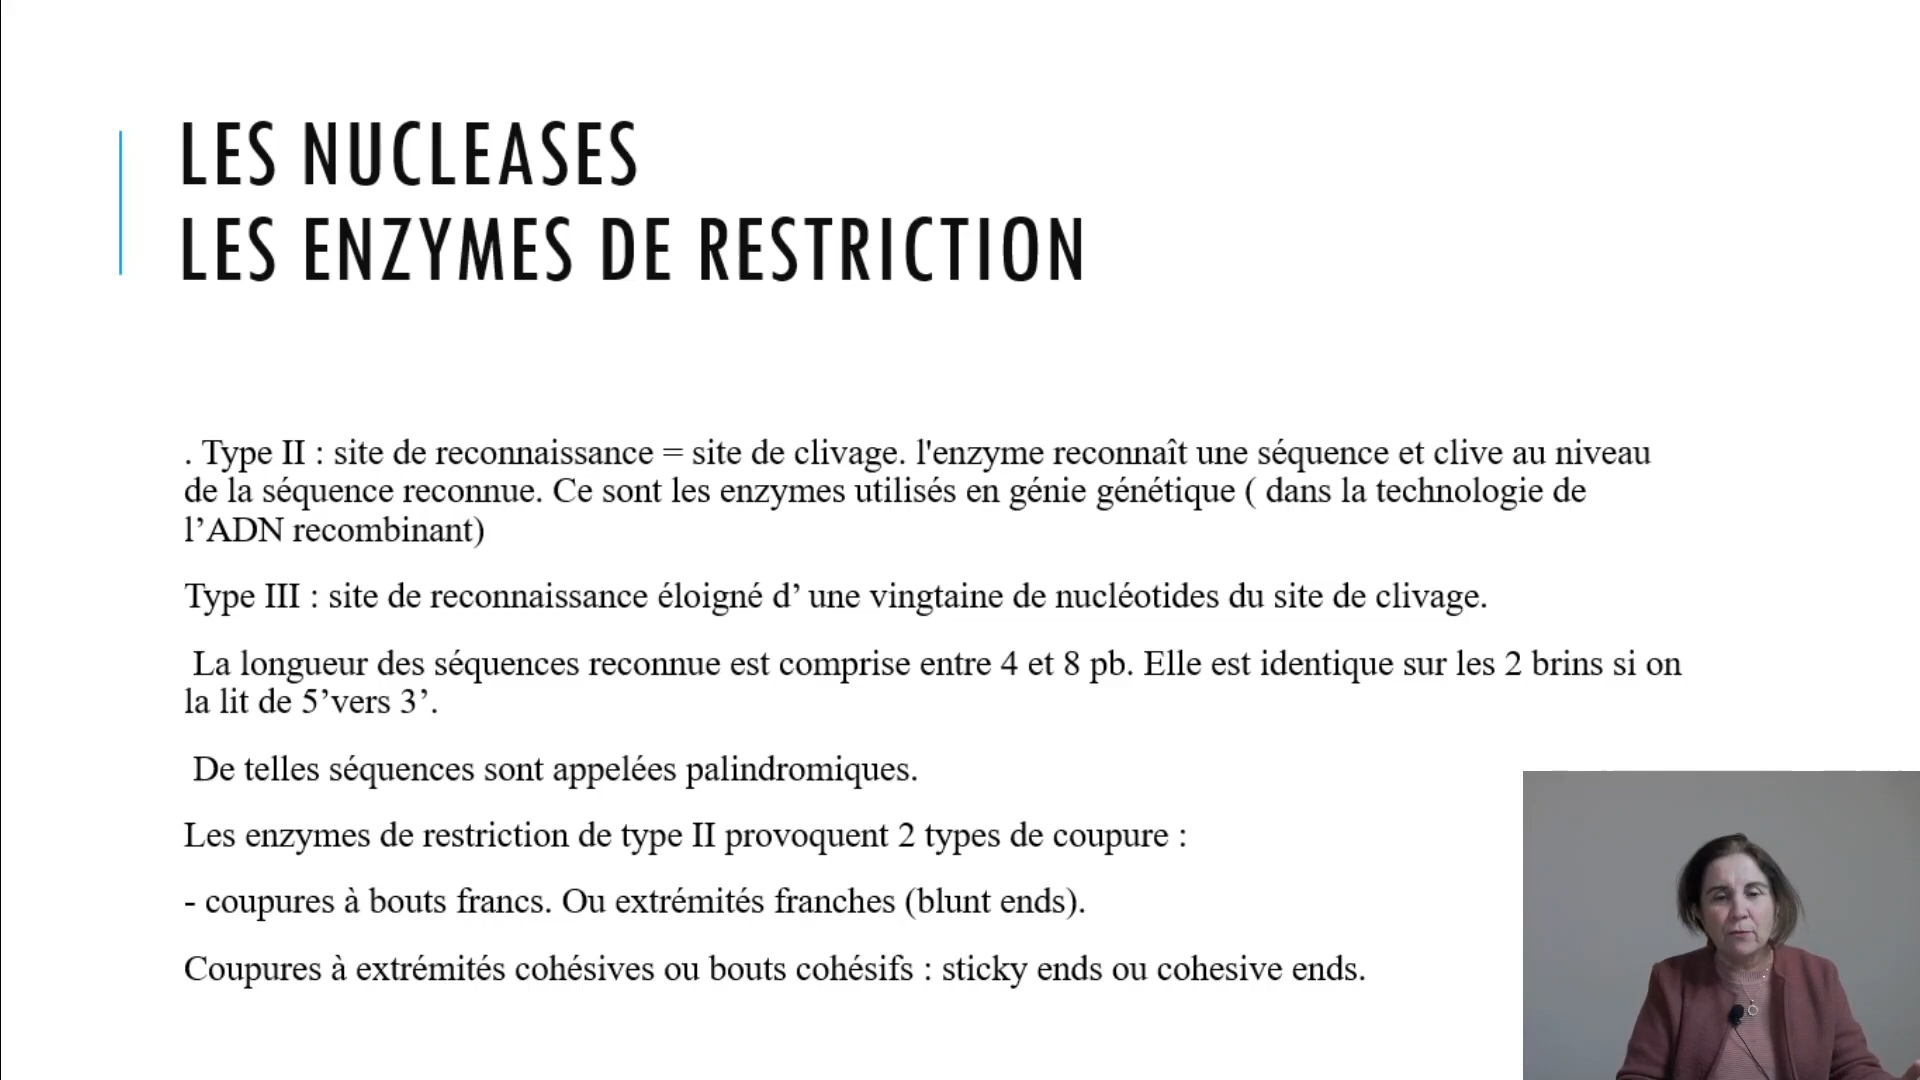 LES NUCLEASES
LES ENZYMES DE RESTRICTION
. Type II : site de reconnaissance = site de clivage. l'enzyme reconnaît une séquence et clive au niveau
de la séquence reconnue. Ce sont les enzymes utilisés en génie génétique ( dans la technologie de
l’ADN recombinant)
Type III : site de reconnaissance éloigné d’ une vingtaine de nucléotides du site de clivage.
La longueur des séquences reconnue est comprise entre 4 et 8 pb. Elle est identique sur les 2 brins si on
la lit de 5’vers 3’.
De telles séquences sont appelées palindromiques.
Les enzymes de restriction de type II provoquent 2 types de coupure :
- coupures à bouts francs. Ou extrémités franches (blunt ends).
Coupures à extrémités cohésives ou bouts cohésifs : sticky ends ou cohesive ends.